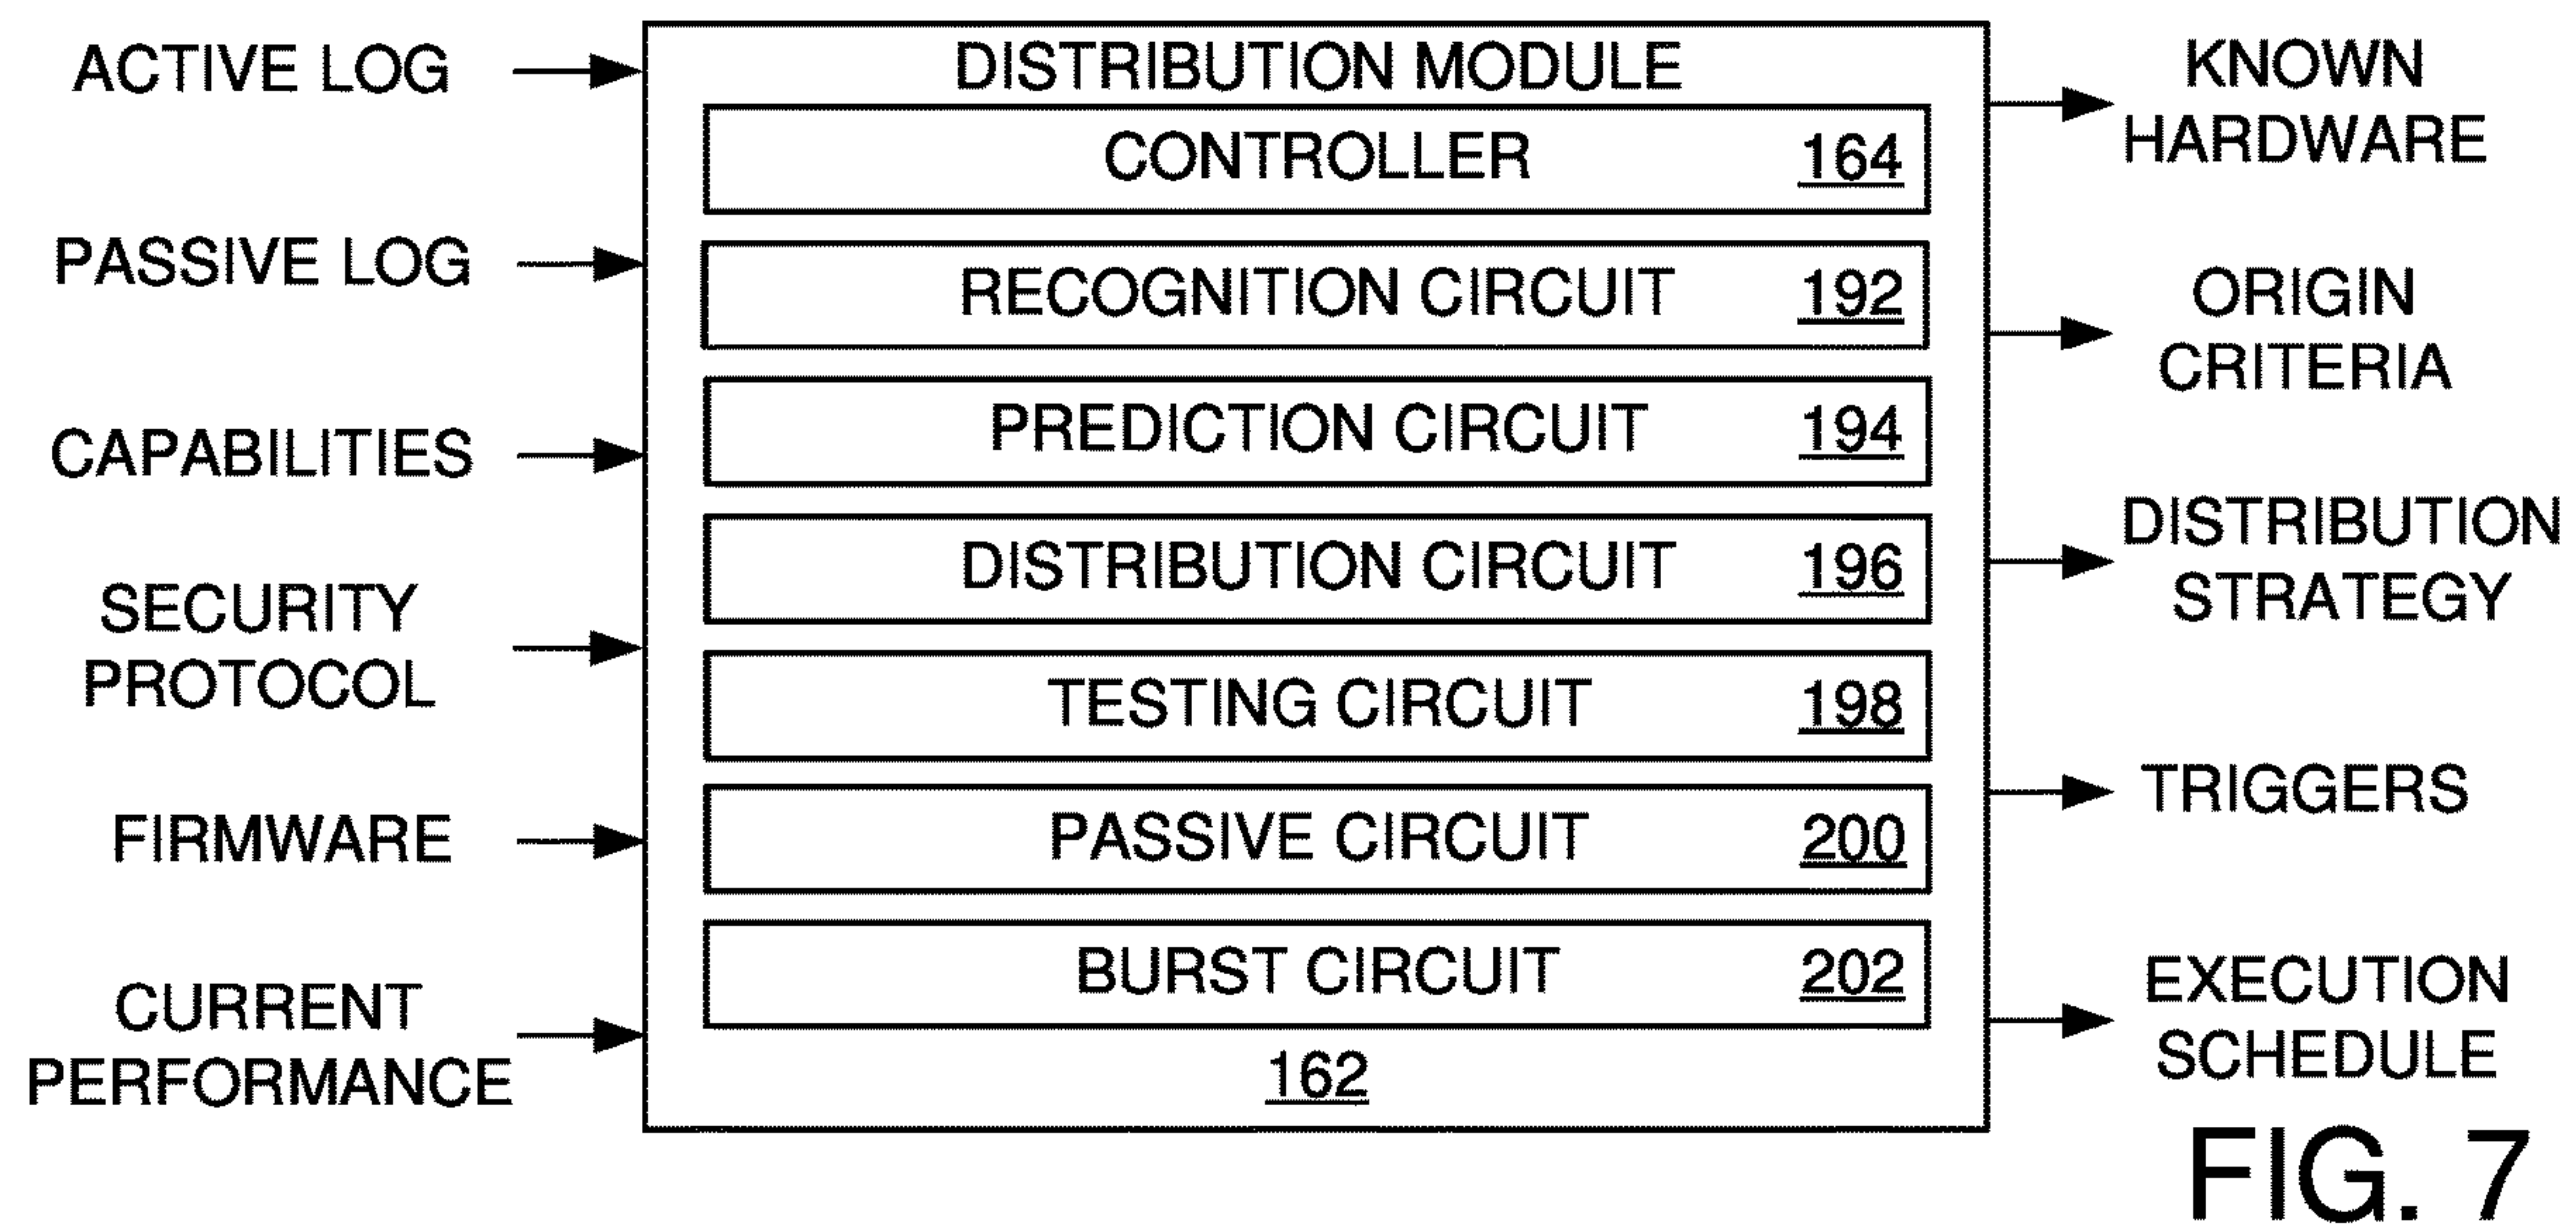 ACTIVE LOG
PASSIVE LOG
CAPABILITIES
SECURITY
PROTOCOL
FIRMWARE
CURRENT
PERFORMANCE
DISTRIBUTION MODULE
CONTROLLER 164
RECOGNITION CIRCUIT 192
PREDICTION CIRCUIT 194
DISTRIBUTION CIRCUIT 196
TESTING CIRCUIT 198
PASSIVE CIRCUIT 200
BURST CIRCUIT 202
162
KNOWN
HARDWARE
ORIGIN
CRITERIA
DISTRIBUTION
STRATEGY
TRIGGERS
EXECUTION
SCHEDULE
FIG. 7